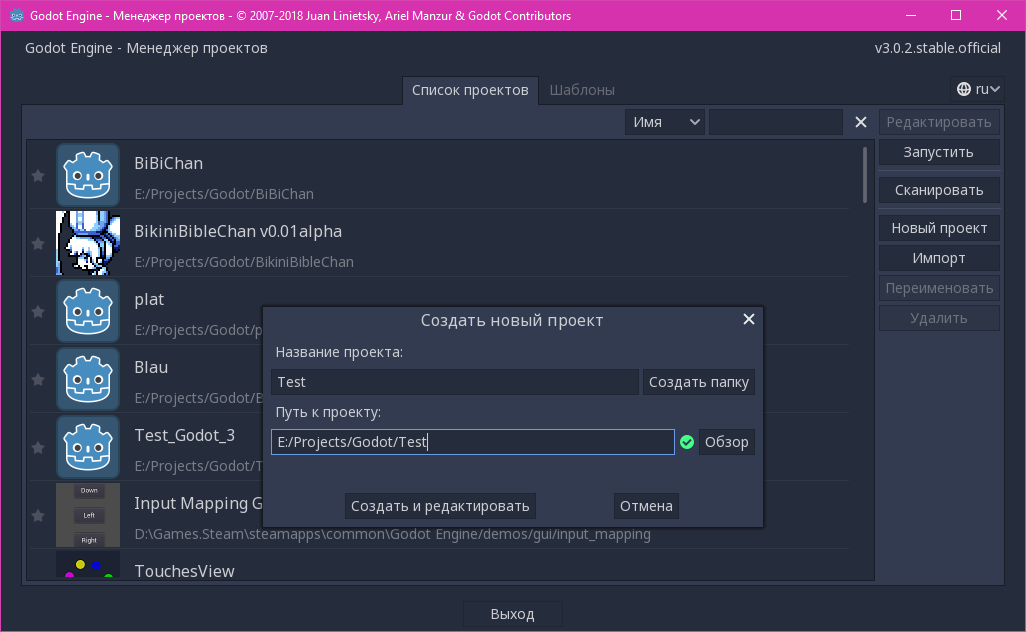 Godot Engine - Менеджер проектов - © 2007-2018 Juan Linietsky, Ariel Manzur & Godot Contributors
Godot Engine - Менеджер проектов
v3.0.2.stable.official
Список проектов
Шаблоны
ru
Имя
Редактировать
Запустить
Сканировать
Новый проект
Импорт
Переименовать
Удалить
BiBiChan
E:/Projects/Godot/BiBiChan
BikiniBibleChan v0.01alpha
E:/Projects/Godot/BikiniBibleChan
plat
E:/Projects/Godot/p
Blau
E:/Projects/Godot/B
Test_Godot_3
E:/Projects/Godot/T
Down
Left
Right
Input Mapping G
D:\Games.Steam\steamapps\common\Godot Engine/demos/gui/input_mapping
TouchesView
Создать новый проект
Название проекта:
Test
Создать папку
Путь к проекту:
E:/Projects/Godot/Test
Обзор
Создать и редактировать
Отмена
Выход